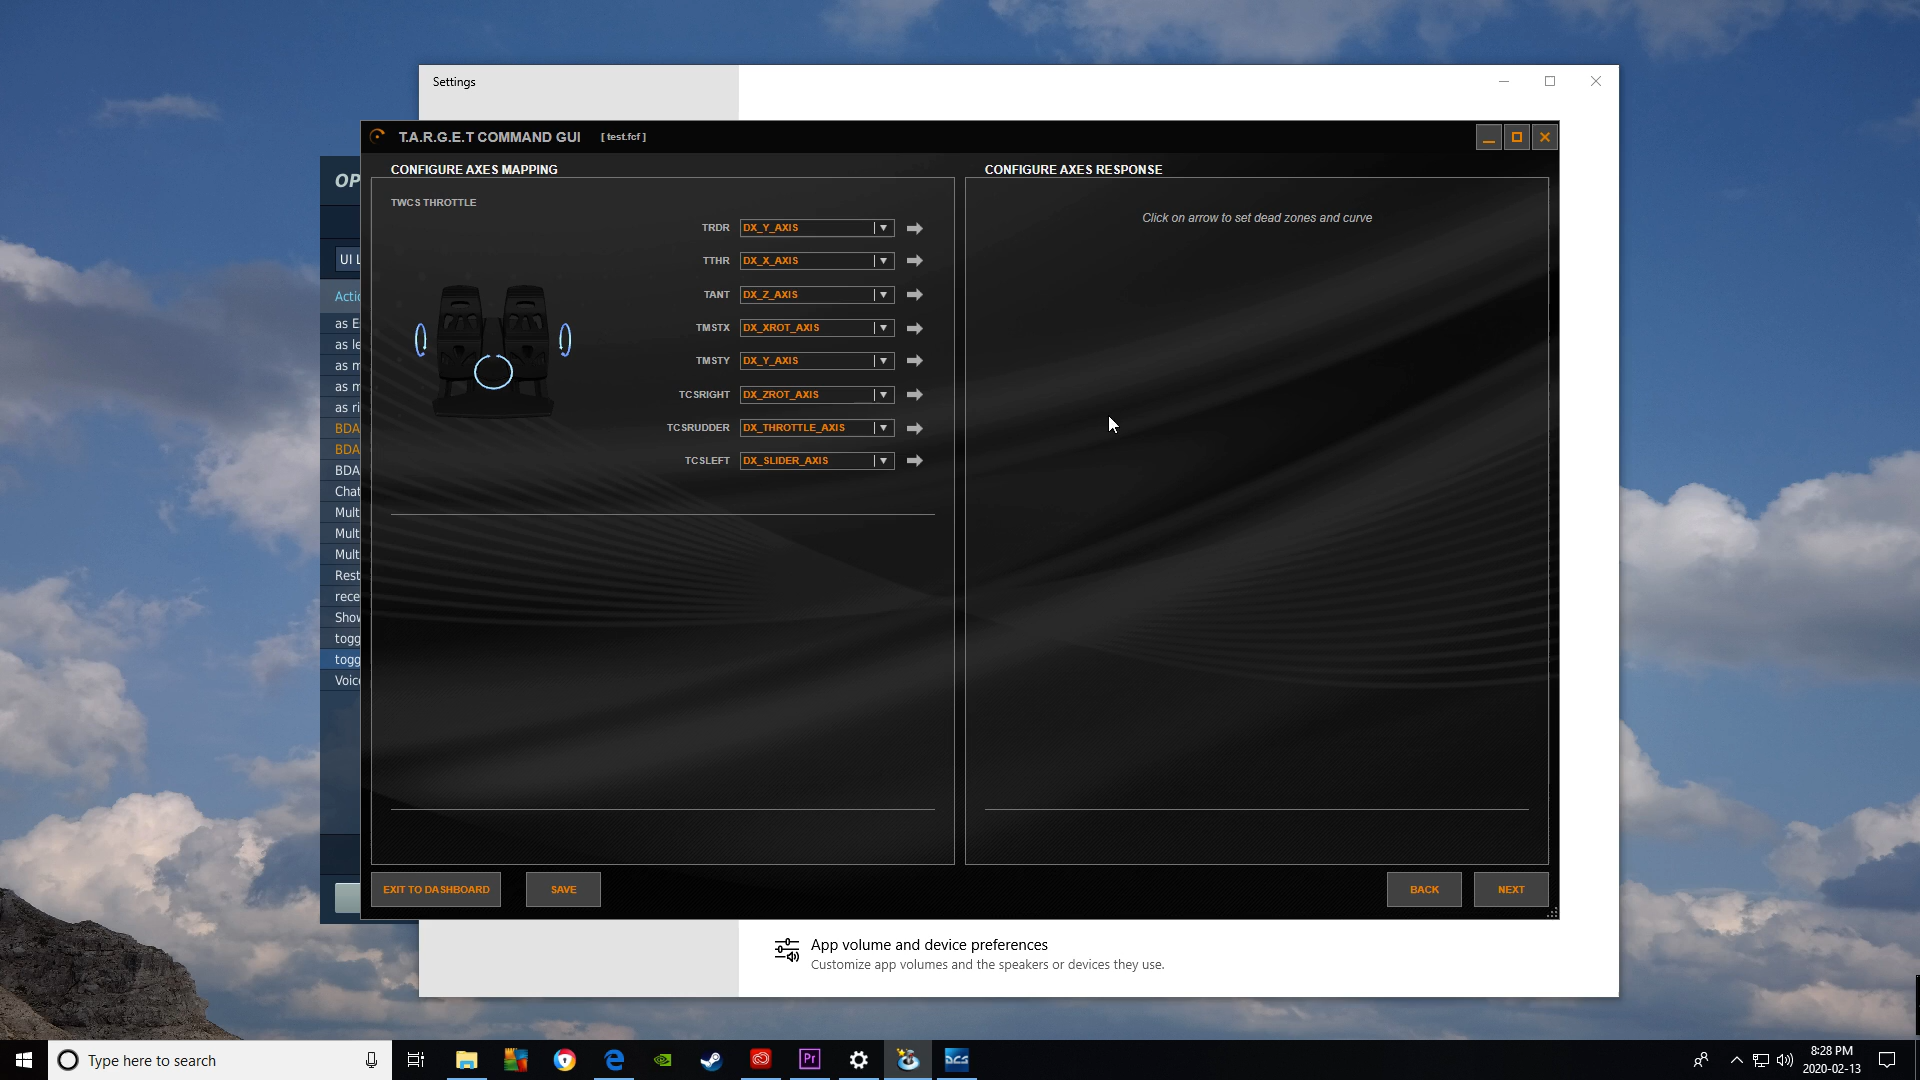 Settings
T.A.R.G.E.T COMMAND GUI [ test.fcf ]
CONFIGURE AXES MAPPING
CONFIGURE AXES RESPONSE
TWCS THROTTLE
Click on arrow to set dead zones and curve
TRDR DX_Y_AXIS
TTHR DX_X_AXIS
TANT DX_Z_AXIS
TMSTX DX_XROT_AXIS
TMSTY DX_Y_AXIS
TCSRIGHT DX_ZROT_AXIS
TCSRUDDER DX_THROTTLE_AXIS
TCSLEFT DX_SLIDER_AXIS
OP
UI L
Actio
as E
as le
as m
as m
as ri
BDA
BDA
BDA
Chat
Mult
Mult
Mult
Rest
rece
Show
togg
togg
Voice
EXIT TO DASHBOARD
SAVE
BACK
NEXT
App volume and device preferences
Customize app volumes and the speakers or devices they use.
Type here to search
Pr
DCS
8:28 PM
2020-02-13